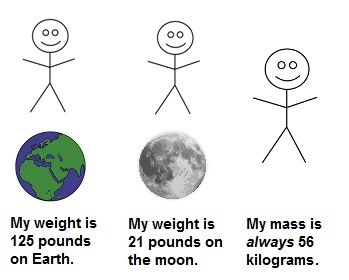 My weight is
125 pounds
on Earth.
My weight is
21 pounds on
the moon.
My mass is
always 56
kilograms.